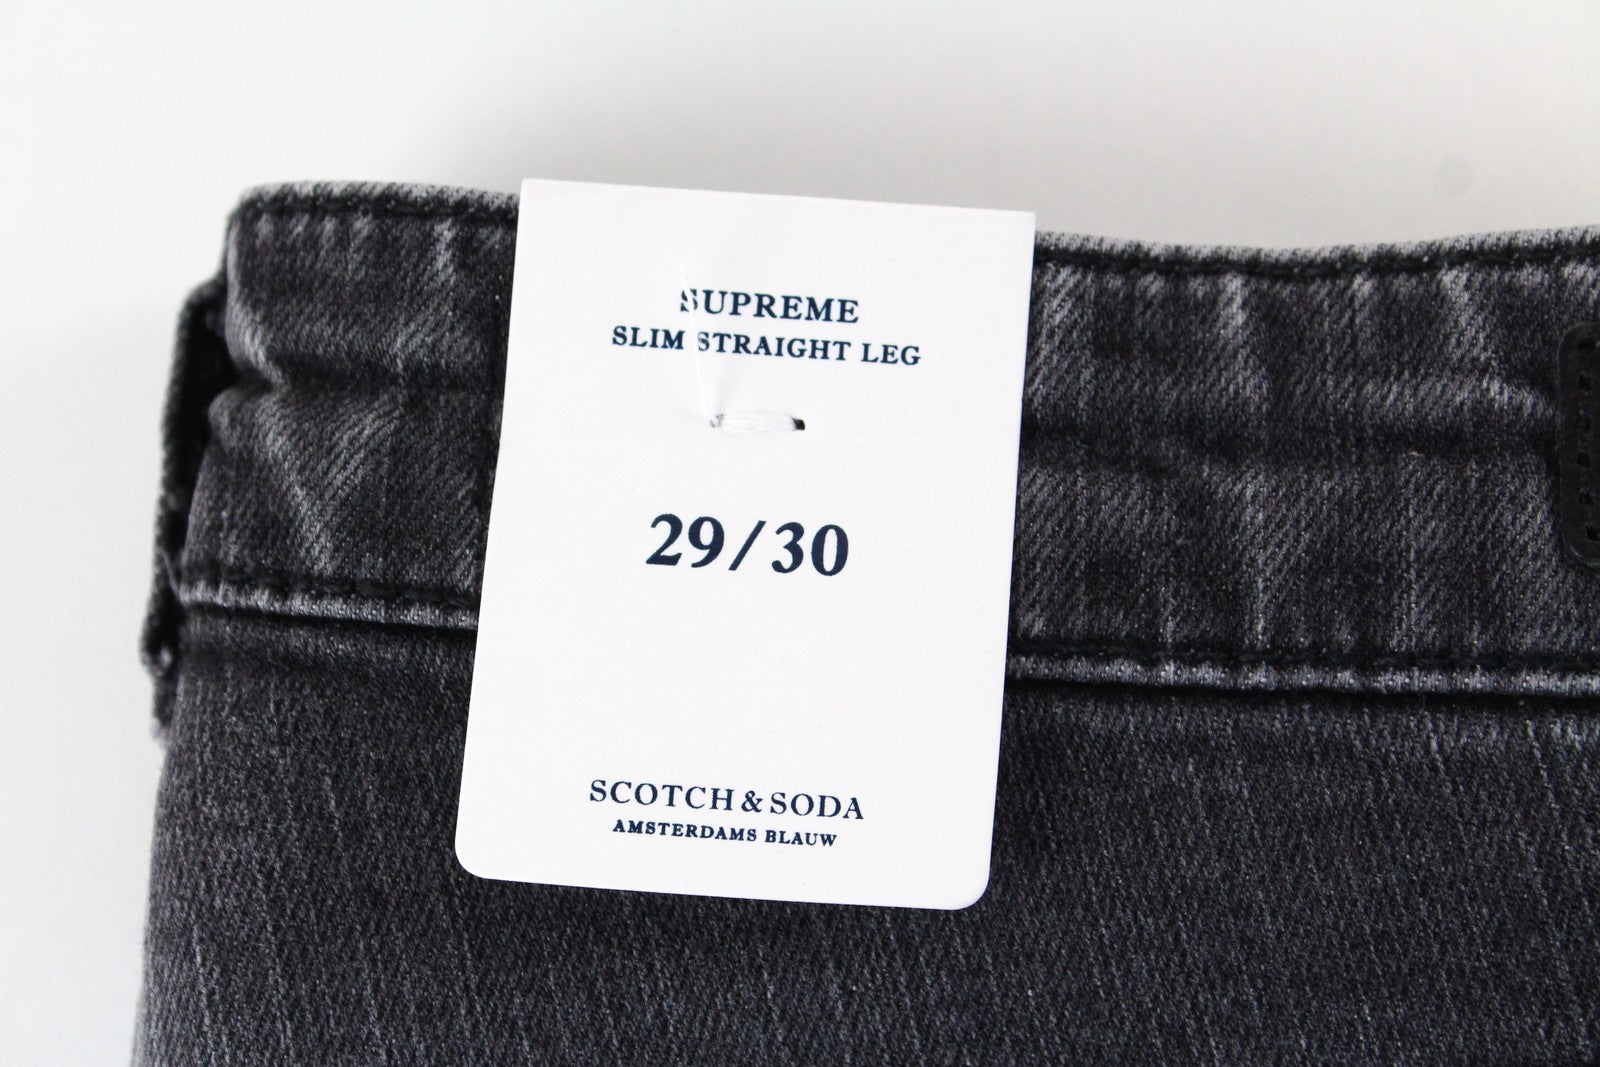 SUPREME
SLIM STRAIGHT LEG
29/30
SCOTCH & SODA
AMSTERDAMS BLAUW